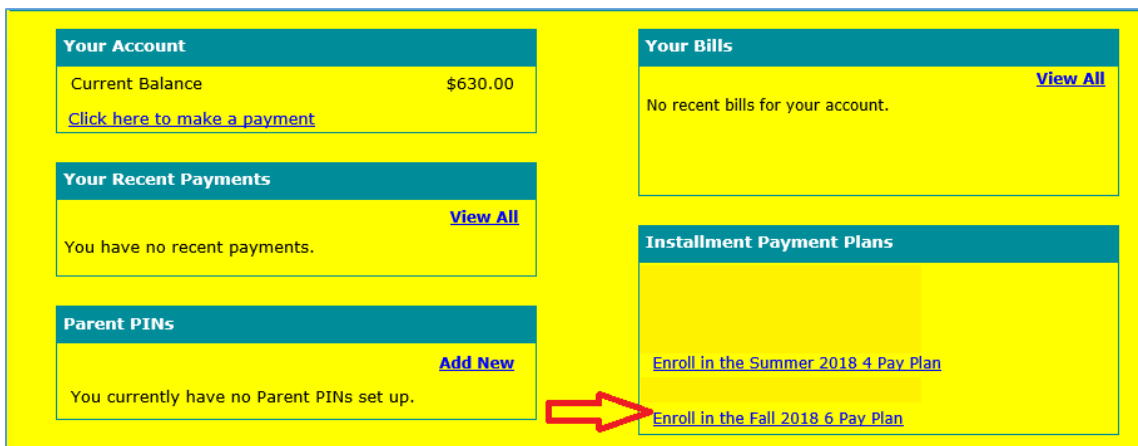 Your Account
Current Balance $630.00
Click here to make a payment
Your Recent Payments
View All
You have no recent payments.
Parent PINs
Add New
You currently have no Parent PINs set up.
Your Bills
View All
No recent bills for your account.
Installment Payment Plans
Enroll in the Summer 2018 4 Pay Plan
Enroll in the Fall 2018 6 Pay Plan